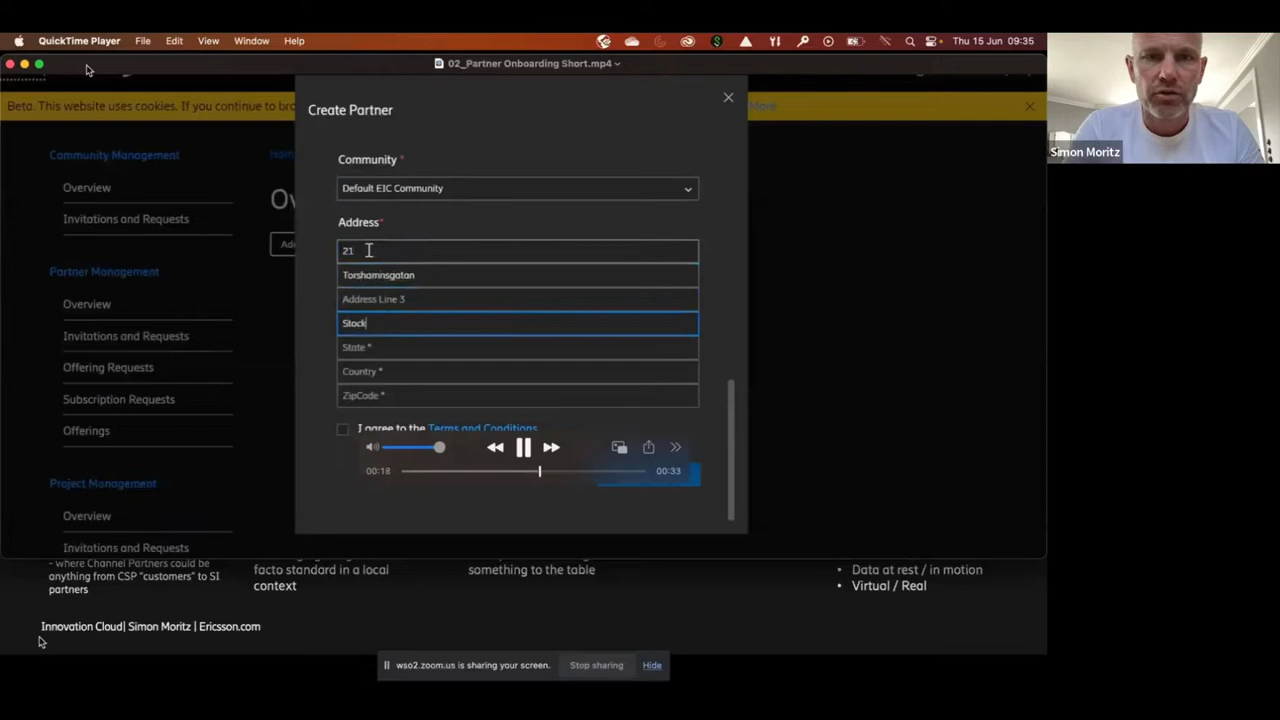 QuickTime Player File Edit View Window Help Thu 15 Jun 09:35
02_Partner Onboarding Short.mp4
Beta. This website uses cookies. If you continue to bro
More
Create Partner
Simon Moritz
Community Management
Overview
Invitations and Requests
Partner Management
Overview
Invitations and Requests
Offering Requests
Subscription Requests
Offerings
Project Management
Overview
Invitations and Requests
Community *
Default EIC Community
Address*
21
Torshamnsgatan
Address Line 3
Stock
State *
Country *
ZipCode *
I agree to the Terms and Conditions
00:18
00:33
- where Channel Partners could be
anything from CSP "customers" to SI
partners
facto standard in a local
context
something to the table
• Data at rest / in motion
• Virtual / Real
Innovation Cloud| Simon Moritz | Ericsson.com
wso2.zoom.us is sharing your screen. Stop sharing Hide